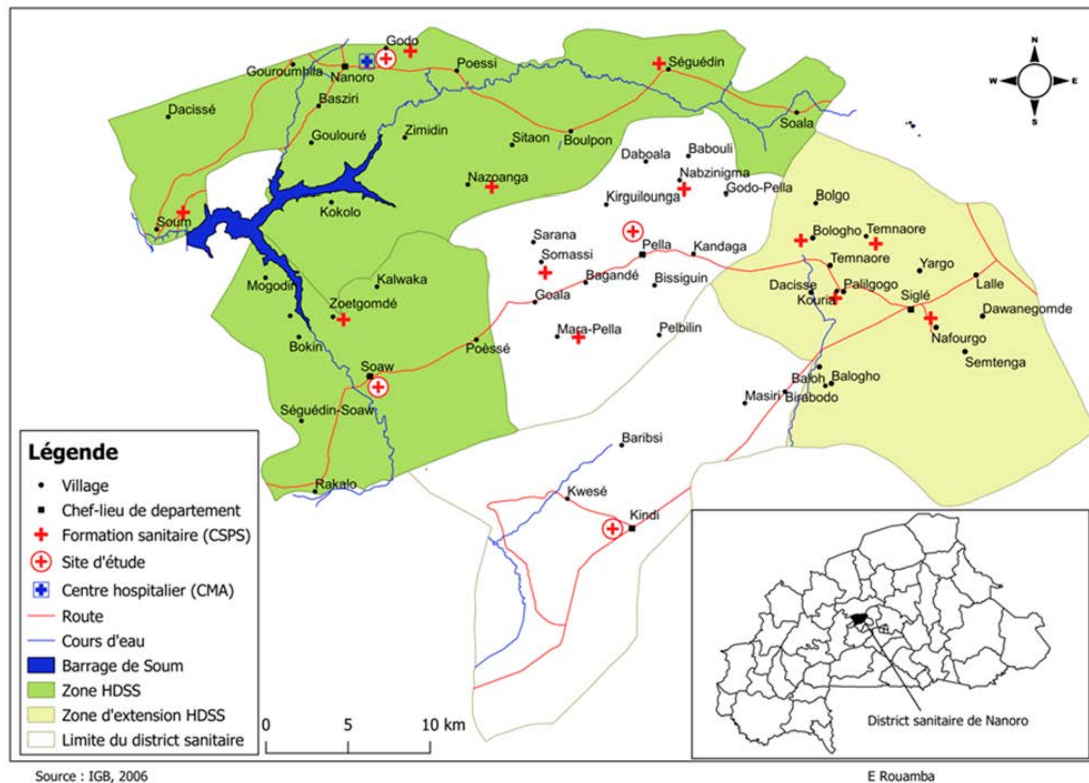 Godo
Gouroumbila
Nanoro
Poessi
Séguédin
Dacissé
Basziri
Goulouré
Zimidin
Sitaon
Boulpon
Soala
Daboala
Babouli
Nazoanga
Nabzinigma
Kirguilounga
Godo-Pella
Bolgo
Kokolo
Soum
Bologho
Temnaore
Sarana
Somassi
Pella
Kandaga
Temnaore
Yargo
Mogodin
Kalwaka
Bagandé
Bissiguin
Dacisse
Palilgogo
Lalle
Goala
Kouria
Siglé
Dawanegomde
Zoetgomdé
Mara-Pella
Pelbilin
Nafourgo
Bokin
Poèssé
Semtenga
Soaw
Baloh
Balogho
Masiri
Birabodo
Séguédin-Soaw
Baribsi
Rakalo
Kwesé
Kindi
N
W
E
S
Légende
Village
Chef-lieu de departement
Formation sanitaire (CSPS)
Site d'étude
Centre hospitalier (CMA)
Route
Cours d'eau
Barrage de Soum
Zone HDSS
Zone d'extension HDSS
Limite du district sanitaire
0 5 10 km
District sanitaire de Nanoro
Source : IGB, 2006
E Rouamba